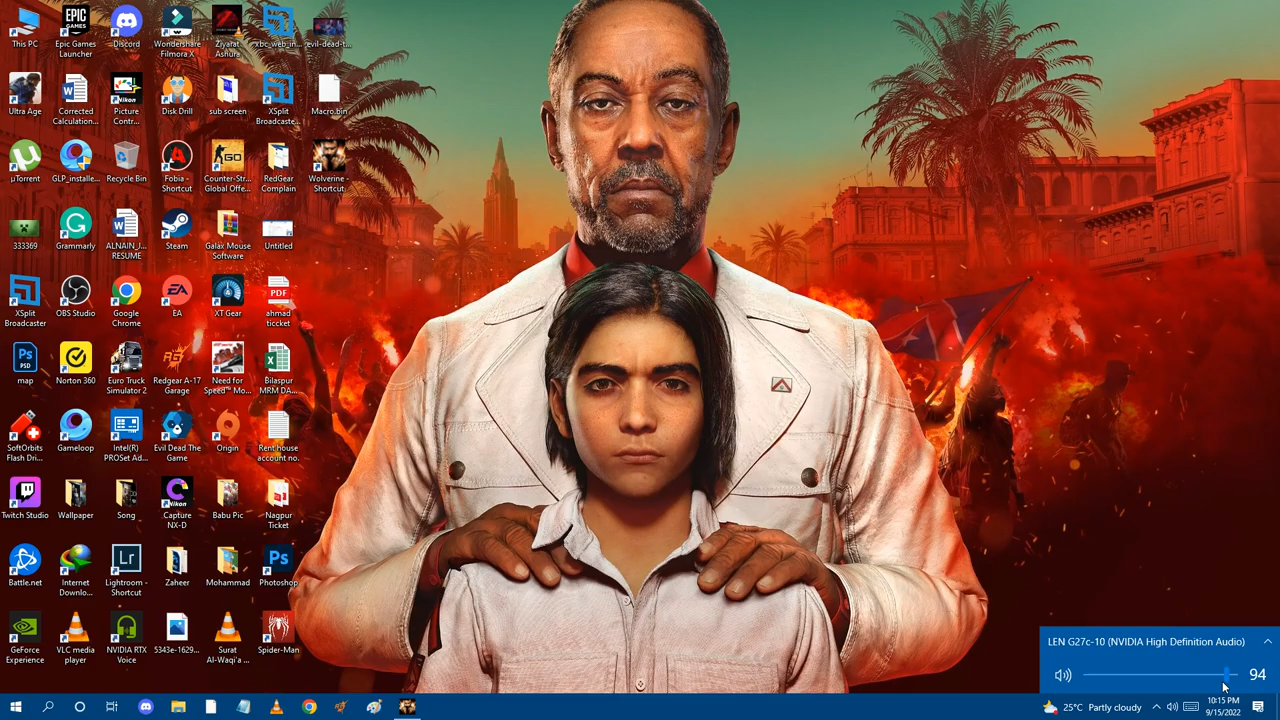 This PC
Epic Games
Launcher
Discord
Wondershare
Filmora X
Ziyarat
Ashura
xbc_web_in...
evil-dead-t...
Ultra Age
Corrected
Calculation...
Picture
Contr...
Disk Drill
sub screen
XSplit
Broadcaste...
Macro.bin
µTorrent
GLP_installe...
Recycle Bin
Fobia -
Shortcut
Counter-Str...
Global Offe...
RedGear
Complain
Wolverine -
Shortcut
333369
Grammarly
ALNAIN_J...
RESUME
Steam
Galax Mouse
Software
Untitled
XSplit
Broadcaster
OBS Studio
Google
Chrome
EA
XT Gear
ahmad
ticcket
map
Norton 360
Euro Truck
Simulator 2
Redgear A-17
Garage
Need for
Speed™ Mo...
Bilaspur
MRM DA...
SoftOrbits
Flash Dri...
Gameloop
Intel(R)
PROSet Ad...
Evil Dead The
Game
Origin
Rent house
account no.
Twitch Studio
Wallpaper
Song
Capture
NX-D
Babu Pic
Nagpur
Ticket
Battle.net
Internet
Downlo...
Lightroom -
Shortcut
Zaheer
Mohammad
Photoshop
GeForce
Experience
VLC media
player
NVIDIA RTX
Voice
5343e-1629...
Surat
Al-Waqi'a ...
Spider-Man
LEN G27c-10 (NVIDIA High Definition Audio)
94
25°C Partly cloudy
10:15 PM
9/15/2022